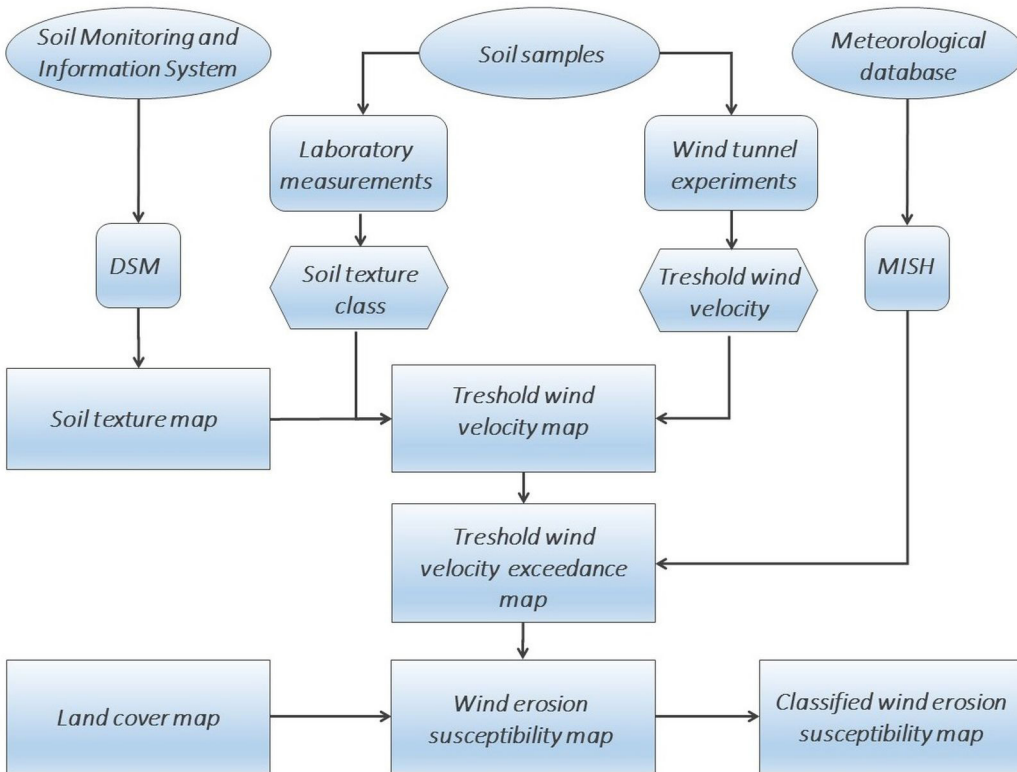 Soil Monitoring and
Information System
Soil samples
Meteorological
database
Laboratory
measurements
Wind tunnel
experiments
DSM
Soil texture
class
Treshold wind
velocity
MISH
Soil texture map
Treshold wind
velocity map
Treshold wind
velocity exceedance
map
Land cover map
Wind erosion
susceptibility map
Classified wind erosion
susceptibility map